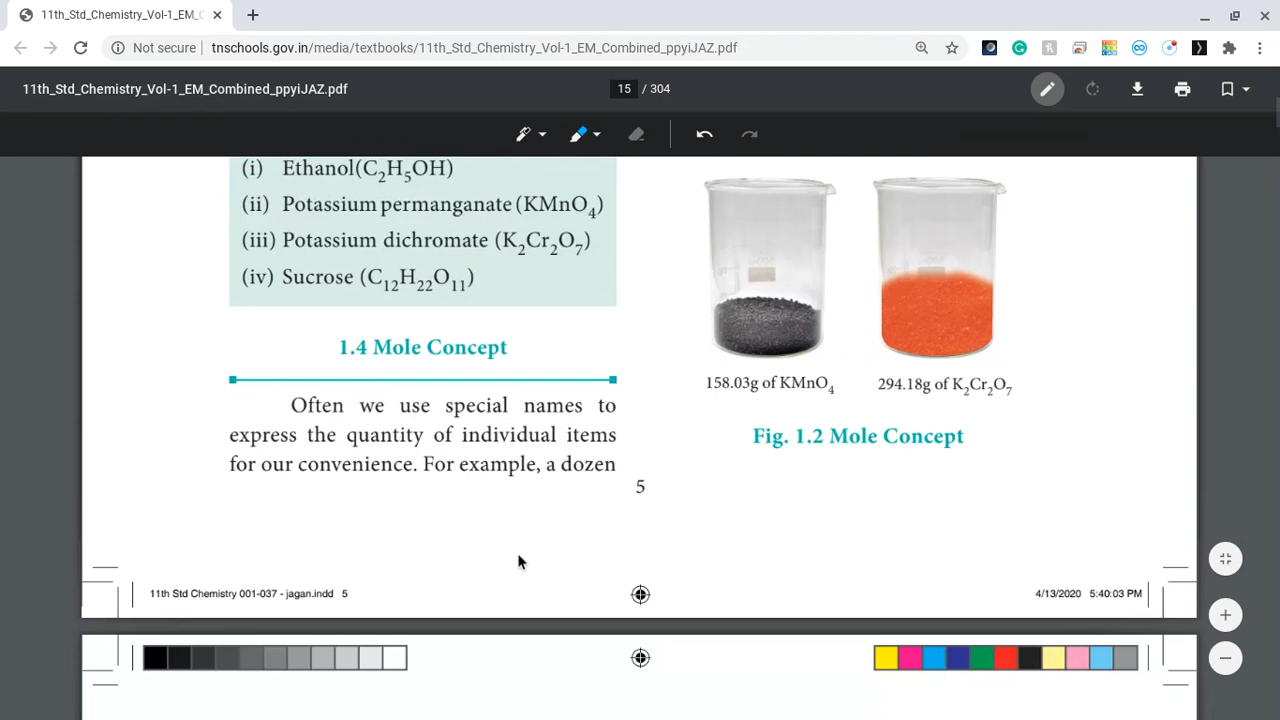 11th_Std_Chemistry_Vol-1_EM_C
Not secure
tnschools.gov.in/media/textbooks/11th_Std_Chemistry_Vol-1_EM_Combined_ppyiJAZ.pdf
11th_Std_Chemistry_Vol-1_EM_Combined_ppyiJAZ.pdf
15 / 304
(i) Ethanol(C₂H₅OH)
(ii) Potassium permanganate (KMnO₄)
(iii) Potassium dichromate (K₂Cr₂O₇)
(iv) Sucrose (C₁₂H₂₂O₁₁)
1.4 Mole Concept
Often we use special names to
express the quantity of individual items
for our convenience. For example, a dozen
158.03g of KMnO₄
294.18g of K₂Cr₂O₇
Fig. 1.2 Mole Concept
5
11th Std Chemistry 001-037 - jagan.indd 5
4/13/2020 5:40:03 PM